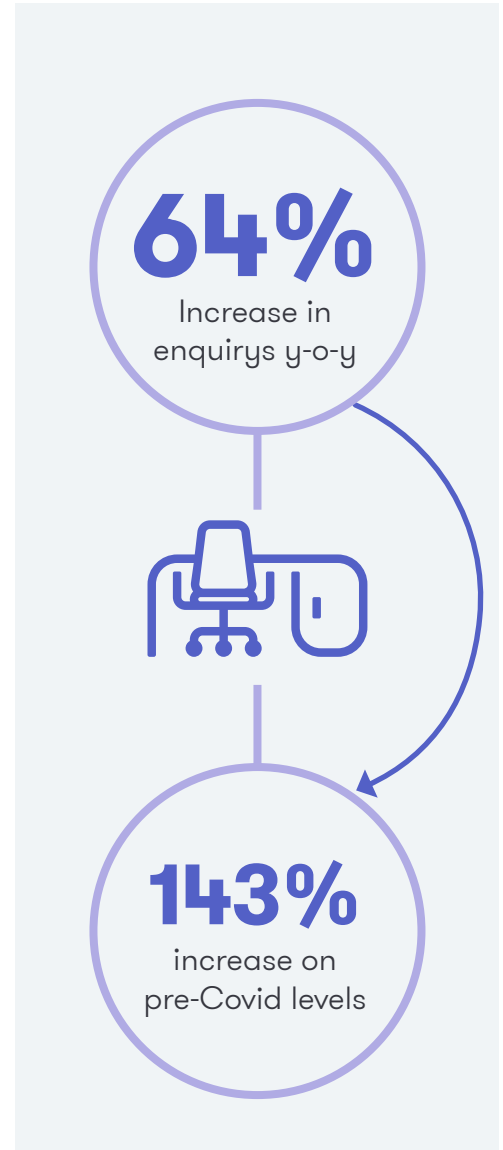 64%
Increase in
enquirys y-o-y
143%
increase on
pre-Covid levels